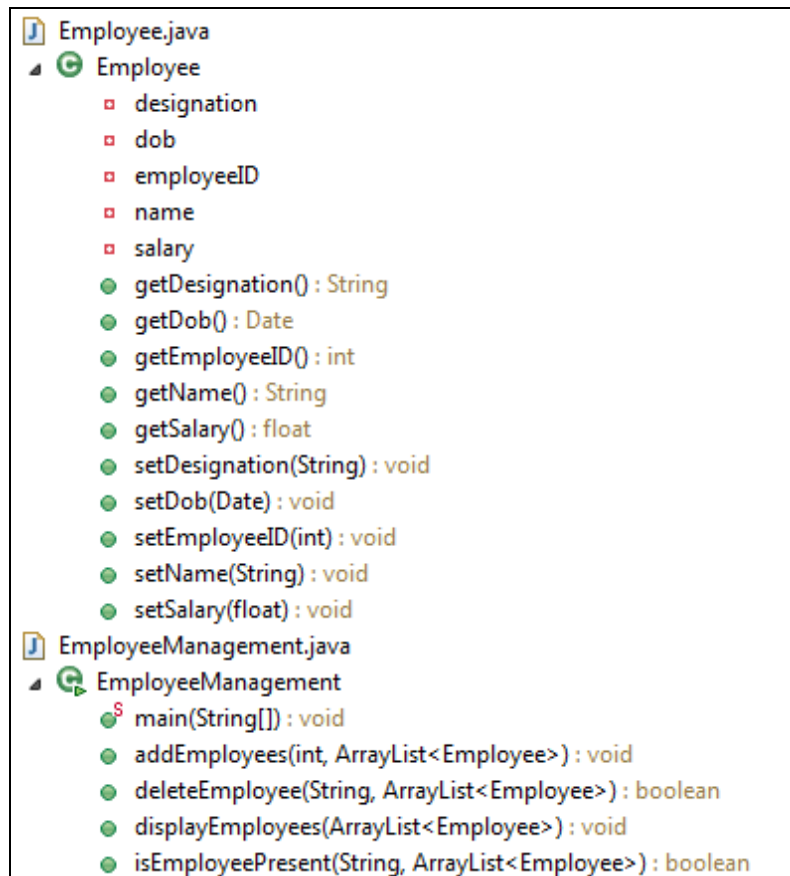 Employee.java
Employee
designation
dob
employeeID
name
salary
getDesignation() : String
getDob() : Date
getEmployeeID() : int
getName() : String
getSalary() : float
setDesignation(String) : void
setDob(Date) : void
setEmployeeID(int) : void
setName(String) : void
setSalary(float) : void
EmployeeManagement.java
EmployeeManagement
main(String[]) : void
addEmployees(int, ArrayList<Employee>) : void
deleteEmployee(String, ArrayList<Employee>) : boolean
displayEmployees(ArrayList<Employee>) : void
isEmployeePresent(String, ArrayList<Employee>) : boolean